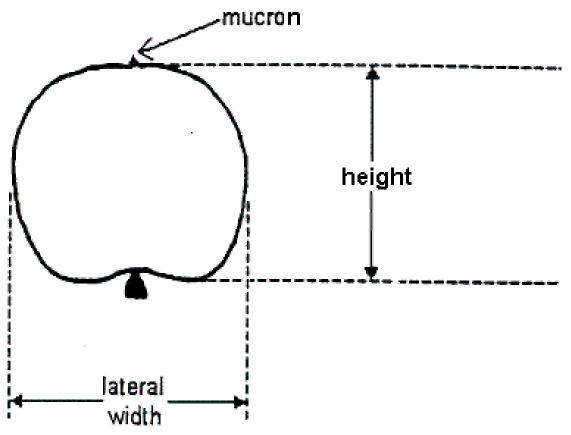 mucron
height
lateral
width